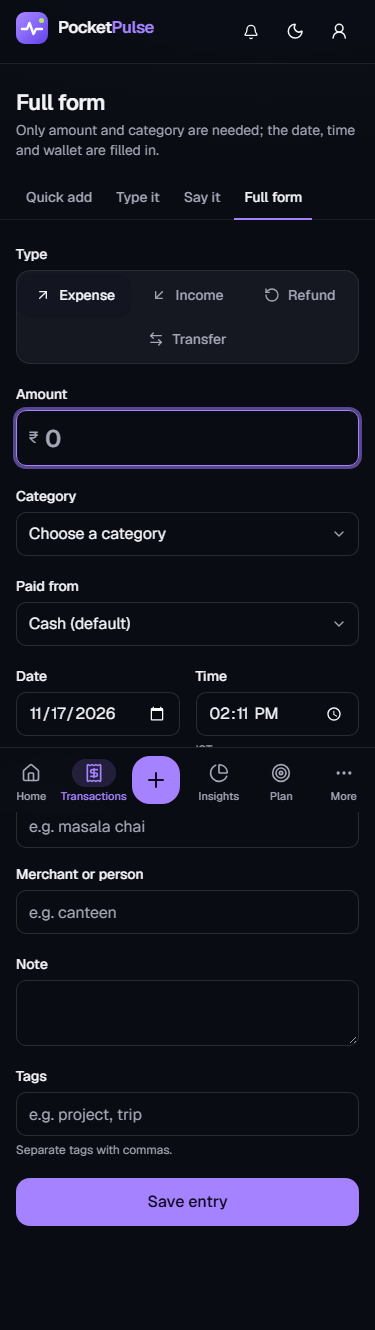 PocketPulse
Full form
Only amount and category are needed; the date, time
and wallet are filled in.
Quick add
Type it
Say it
Full form
Type
Expense
Income
Refund
Transfer
Amount
₹ 0
Category
Choose a category
Paid from
Cash (default)
Date
Time
11/17/2026
02:11 PM
Home
Transactions
Insights
Plan
More
e.g. masala chai
Merchant or person
e.g. canteen
Note
Tags
e.g. project, trip
Separate tags with commas.
Save entry